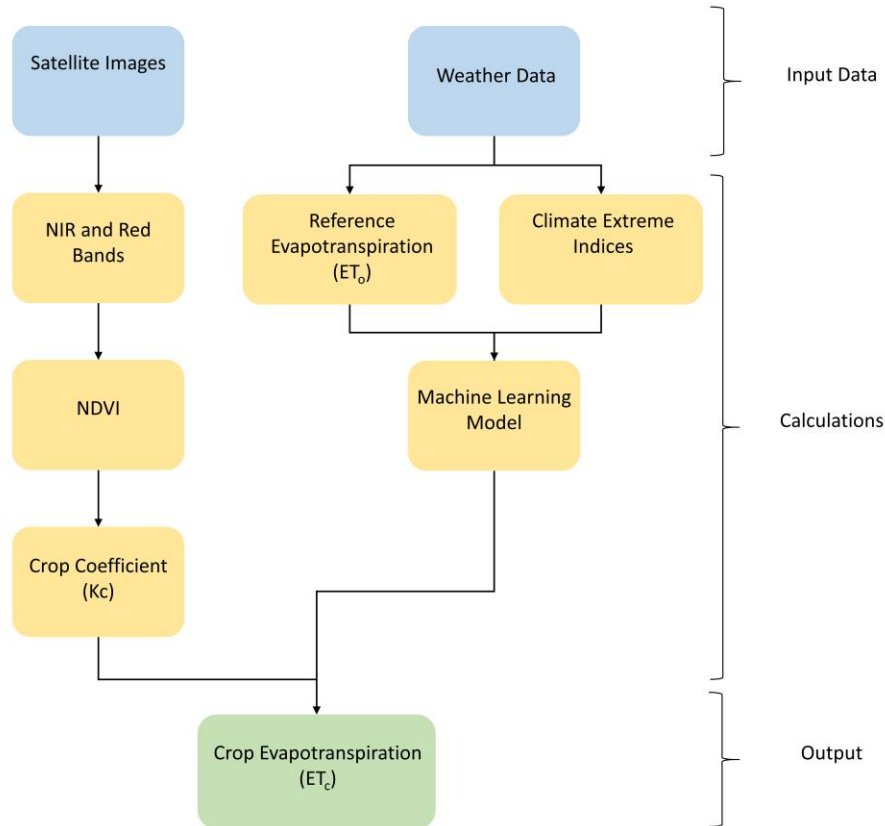 Satellite Images
Weather Data
Input Data
NIR and Red
Bands
Reference
Evapotranspiration
(ETₒ)
Climate Extreme
Indices
NDVI
Machine Learning
Model
Calculations
Crop Coefficient
(Kc)
Crop Evapotranspiration
(ET꜀)
Output